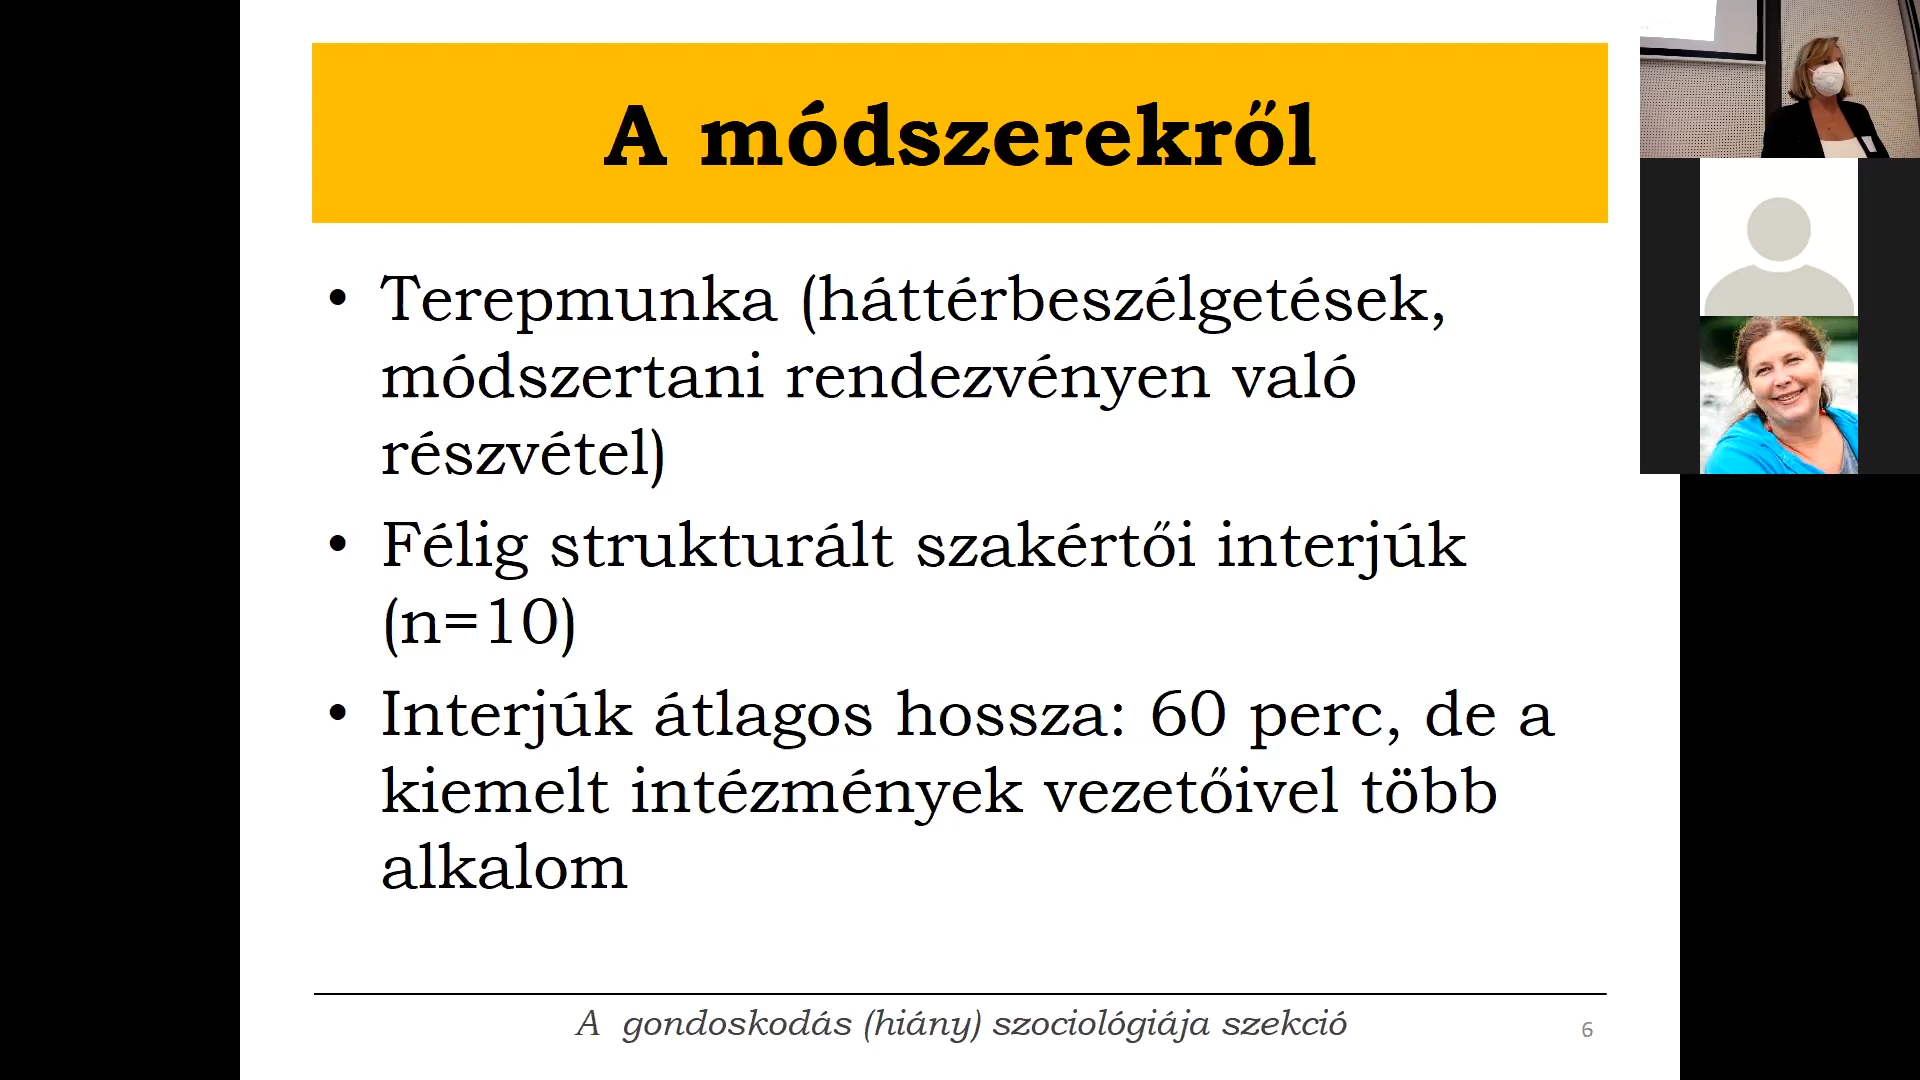 A módszerekről
• Terepmunka (háttérbeszélgetések,
módszertani rendezvényen való
részvétel)
• Félig strukturált szakértői interjúk
(n=10)
• Interjúk átlagos hossza: 60 perc, de a
kiemelt intézmények vezetőivel több
alkalom
A gondoskodás (hiány) szociológiája szekció
6